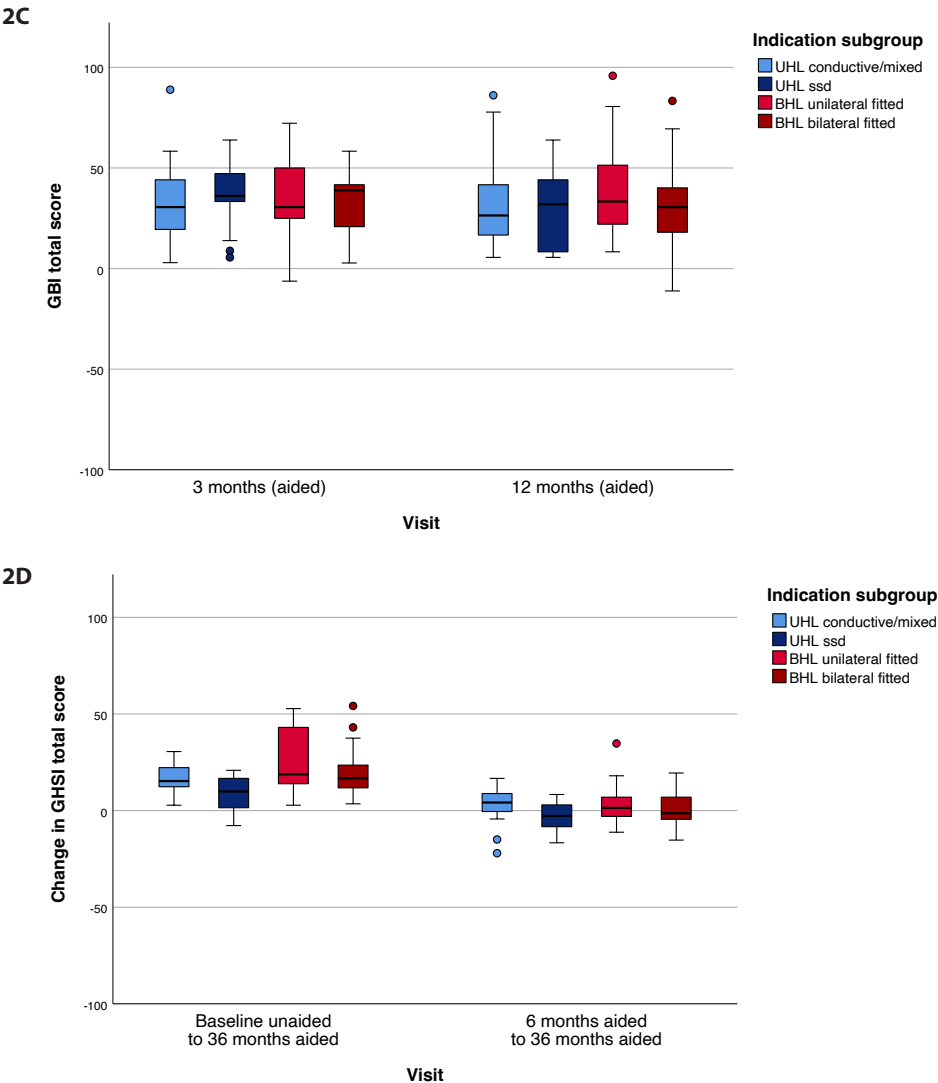 2C
Indication subgroup
UHL conductive/mixed
UHL ssd
BHL unilateral fitted
BHL bilateral fitted
100
50
0
-50
-100
GBI total score
3 months (aided)
12 months (aided)
Visit
2D
Indication subgroup
UHL conductive/mixed
UHL ssd
BHL unilateral fitted
BHL bilateral fitted
100
50
0
-50
-100
Change in GHSI total score
Baseline unaided
to 36 months aided
6 months aided
to 36 months aided
Visit